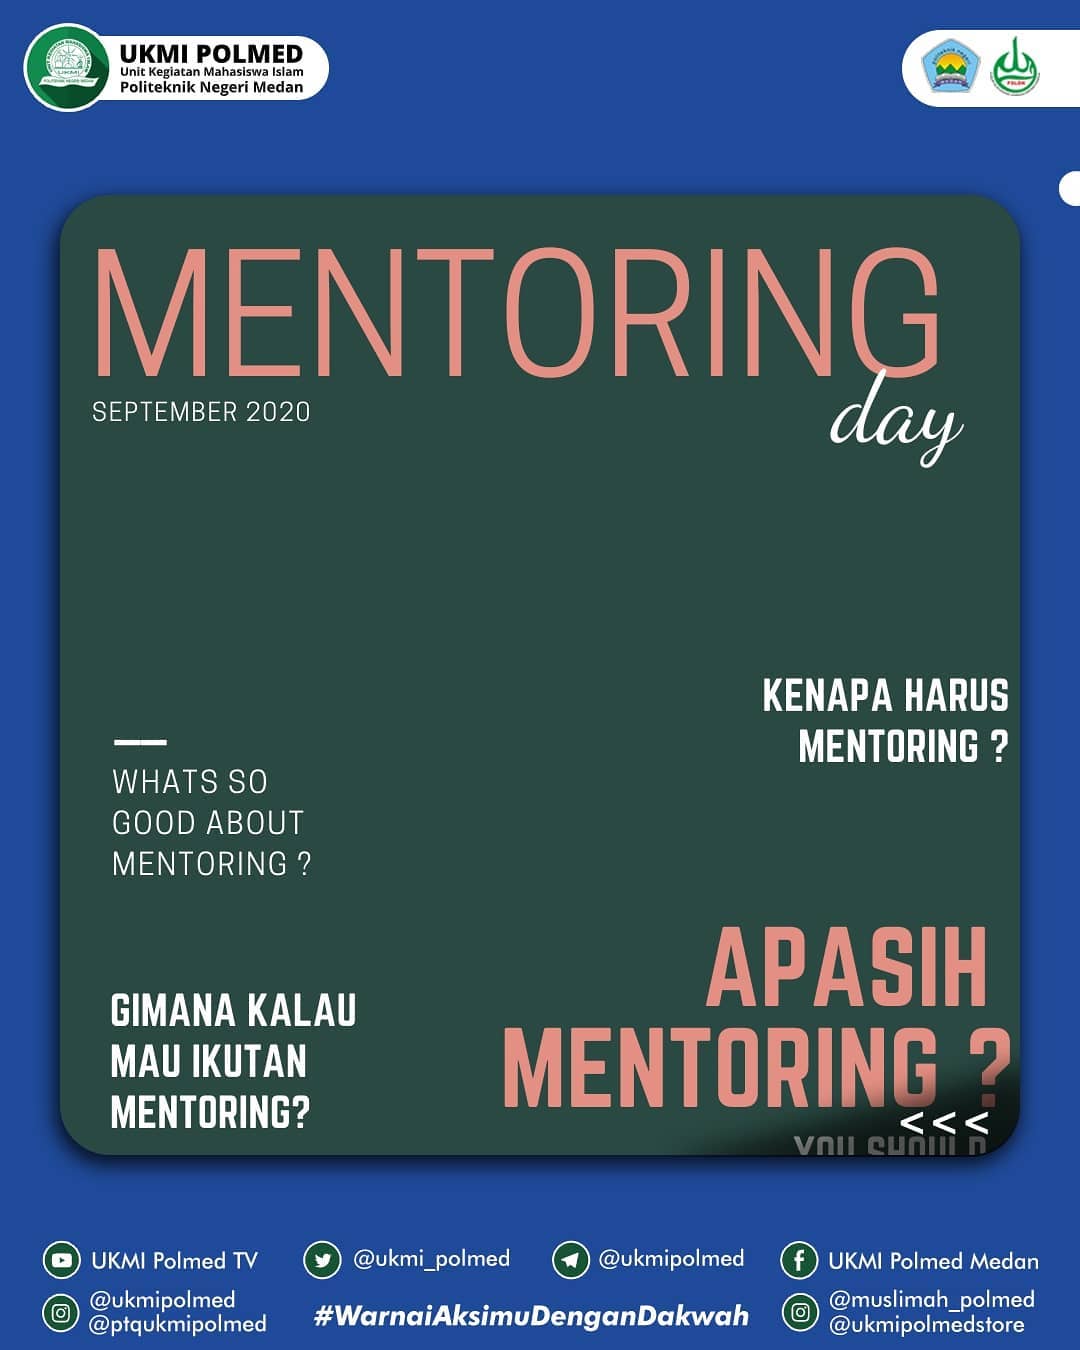 UKMI POLMED
Unit Kegiatan Mahasiswa Islam
Politeknik Negeri Medan
MENTORING
day
SEPTEMBER 2020
KENAPA HARUS
MENTORING ?
WHATS SO
GOOD ABOUT
MENTORING ?
APASIH
MENTORING ?
GIMANA KALAU
MAU IKUTAN
MENTORING?
<<<
YOU SHOULD
UKMI Polmed TV
@ukmi_polmed
@ukmipolmed
UKMI Polmed Medan
@ukmipolmed
@ptqukmipolmed
#WarnaiAksimuDenganDakwah
@muslimah_polmed
@ukmipolmedstore